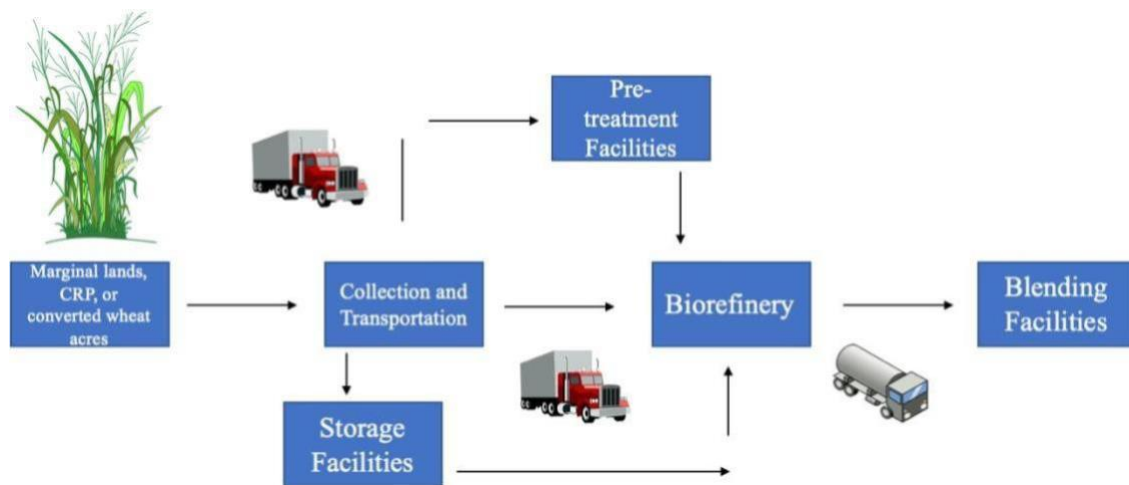 Pre-
treatment
Facilities
Marginal lands,
CRP, or
converted wheat
acres
Collection and
Transportation
Biorefinery
Blending
Facilities
Storage
Facilities